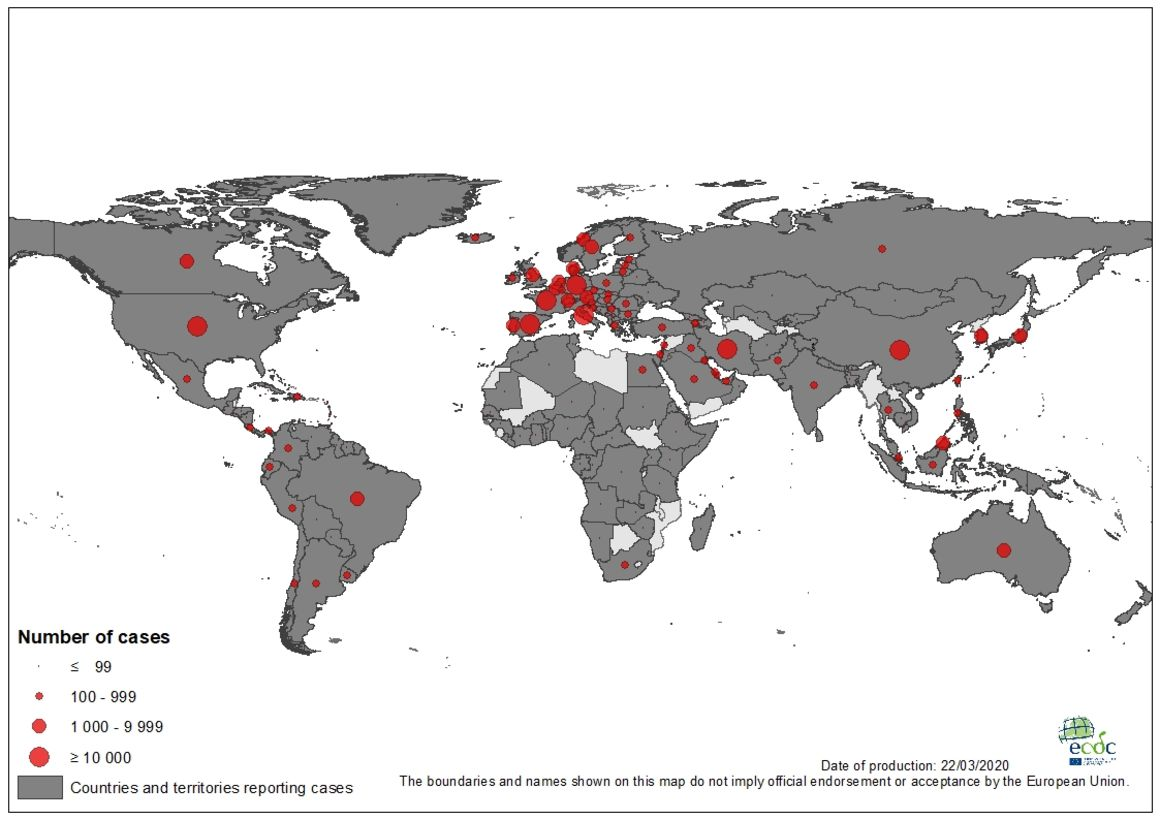 Number of cases
≤ 99
100 - 999
1 000 - 9 999
≥ 10 000
Countries and territories reporting cases
ecdc
Date of production: 22/03/2020
The boundaries and names shown on this map do not imply official endorsement or acceptance by the European Union.